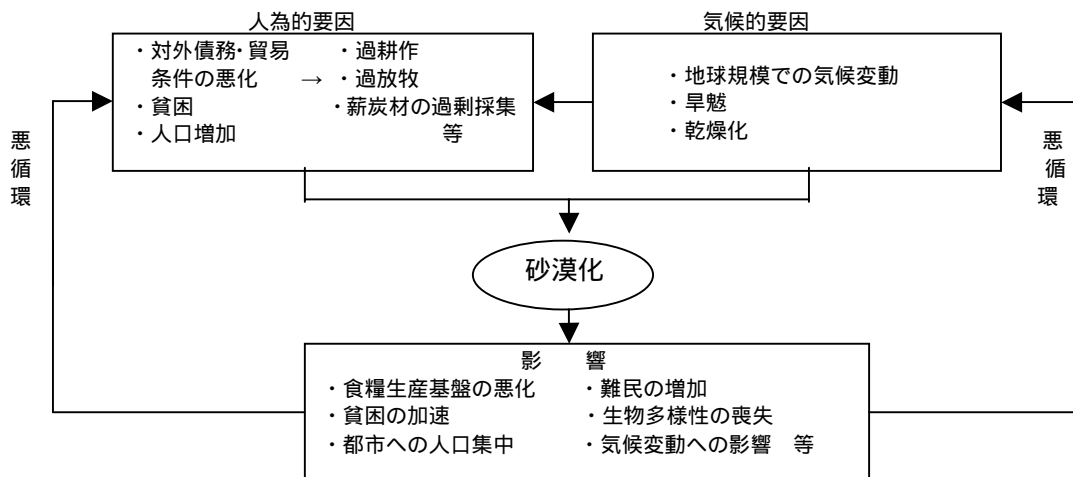 人為的要因
・対外債務・貿易
条件の悪化 →
・貧困
・人口増加
・過耕作
・過放牧
・薪炭材の過剰採集
等
気候的要因
・地球規模での気候変動
・旱魃
・乾燥化
悪循環
悪循環
砂漠化
影 響
・食糧生産基盤の悪化
・貧困の加速
・都市への人口集中
・難民の増加
・生物多様性の喪失
・気候変動への影響 等